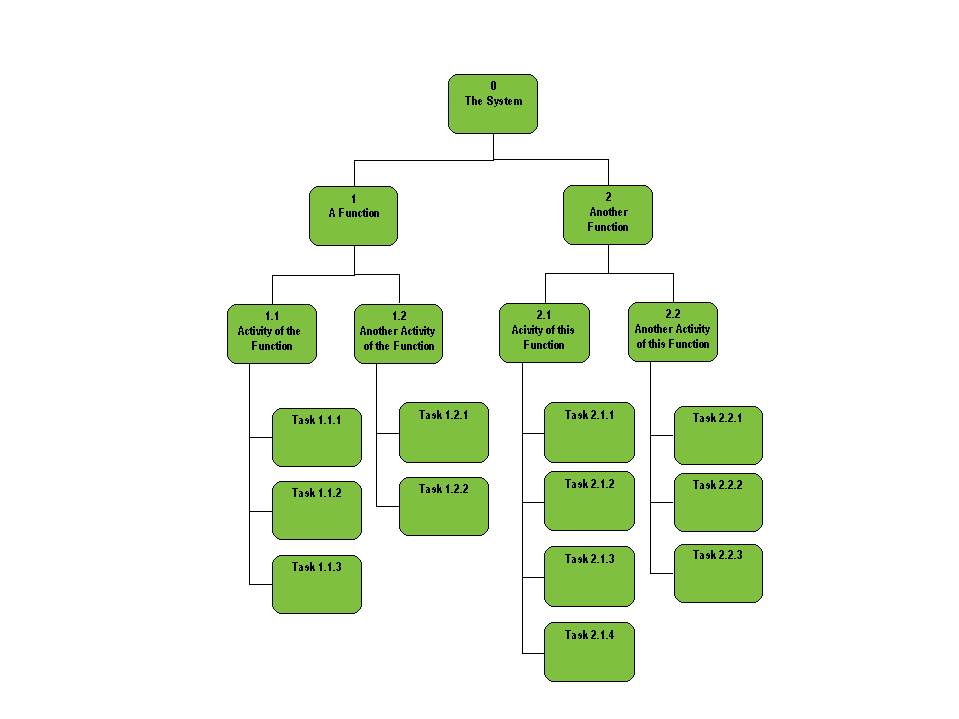 0
The System
1
A Function
2
Another
Function
1.1
Activity of the
Function
1.2
Another Activity
of the Function
2.1
Acivity of this
Function
2.2
Another Activity
of this Function
Task 1.1.1
Task 1.1.2
Task 1.1.3
Task 1.2.1
Task 1.2.2
Task 2.1.1
Task 2.1.2
Task 2.1.3
Task 2.1.4
Task 2.2.1
Task 2.2.2
Task 2.2.3